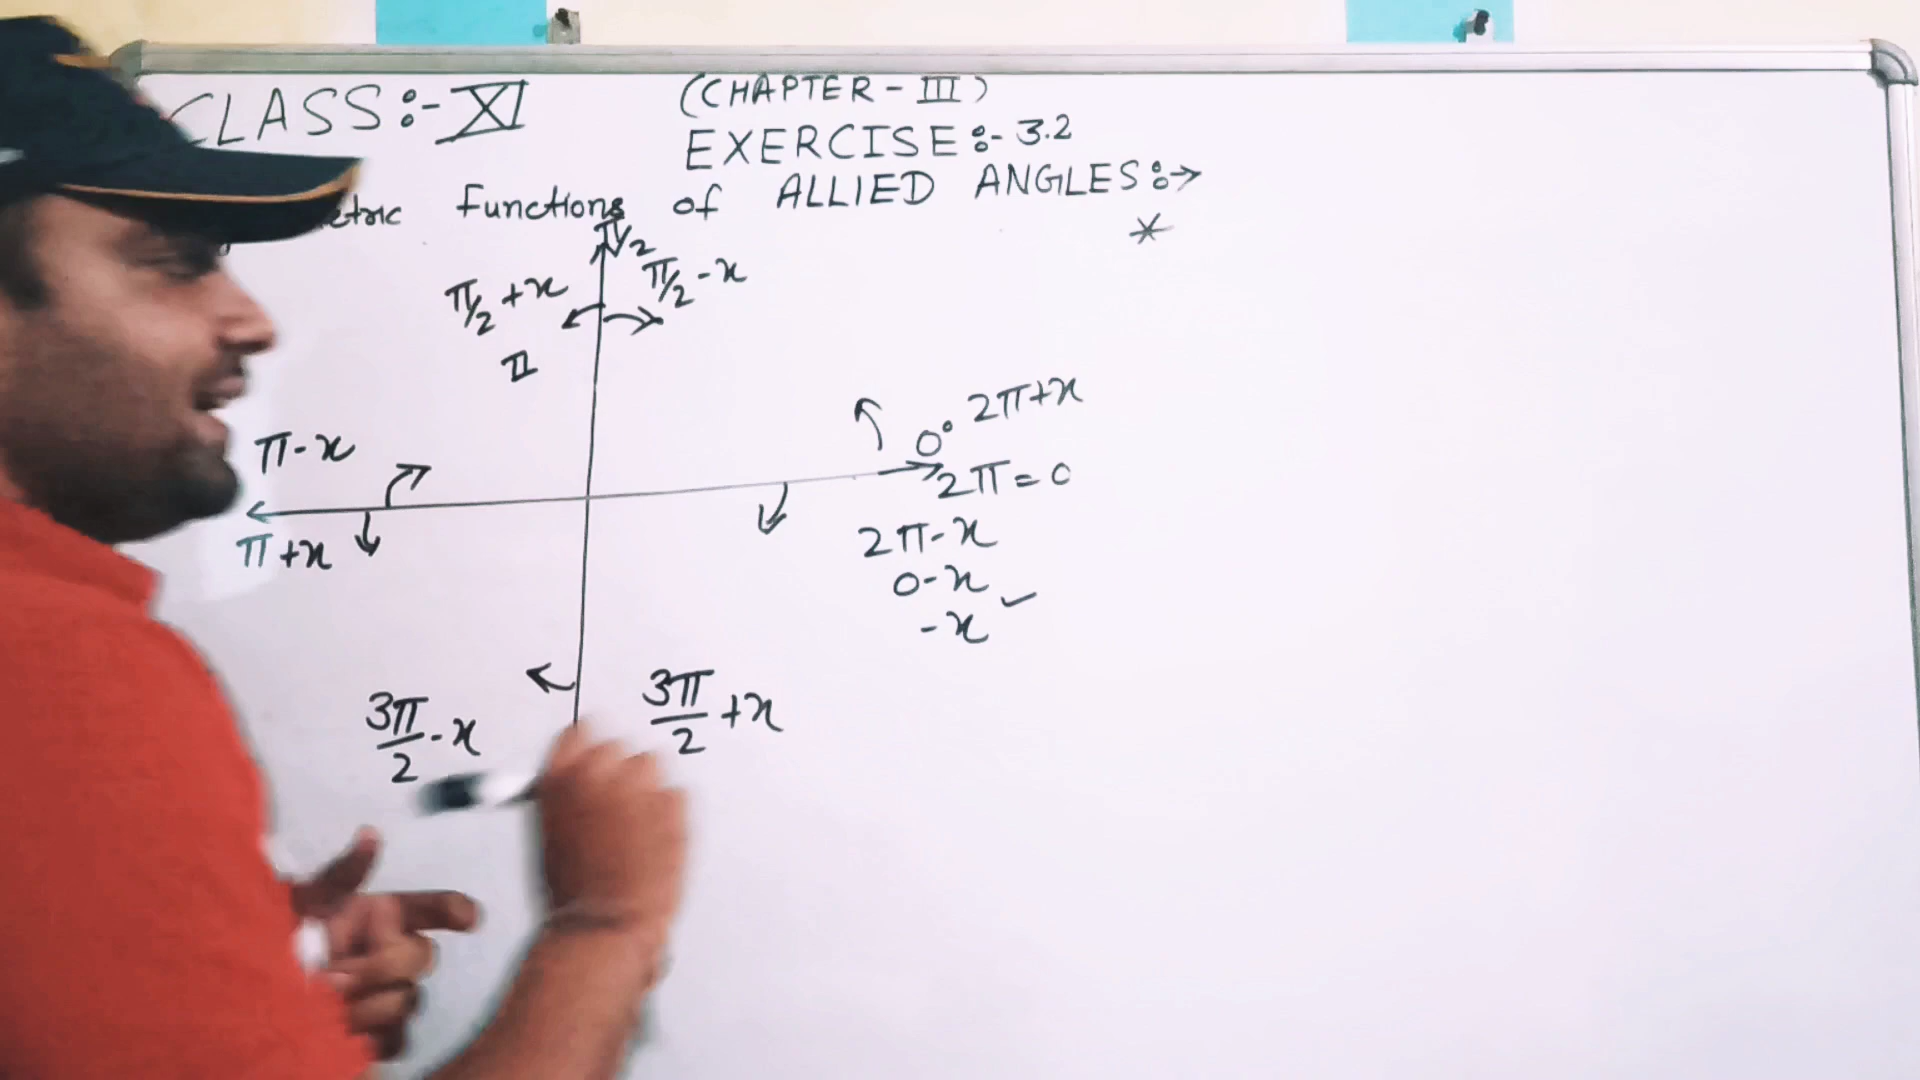 CLASS:- XI
(CHAPTER - III)
EXERCISE:- 3.2
Functions of ALLIED ANGLES:→
*
π/2
π/2 + x
π/2 - x
II
2π+x
0°
π - x
2π = 0
π + x
2π - x
0 - x
- x ✓
3π/2 - x
3π/2 + x